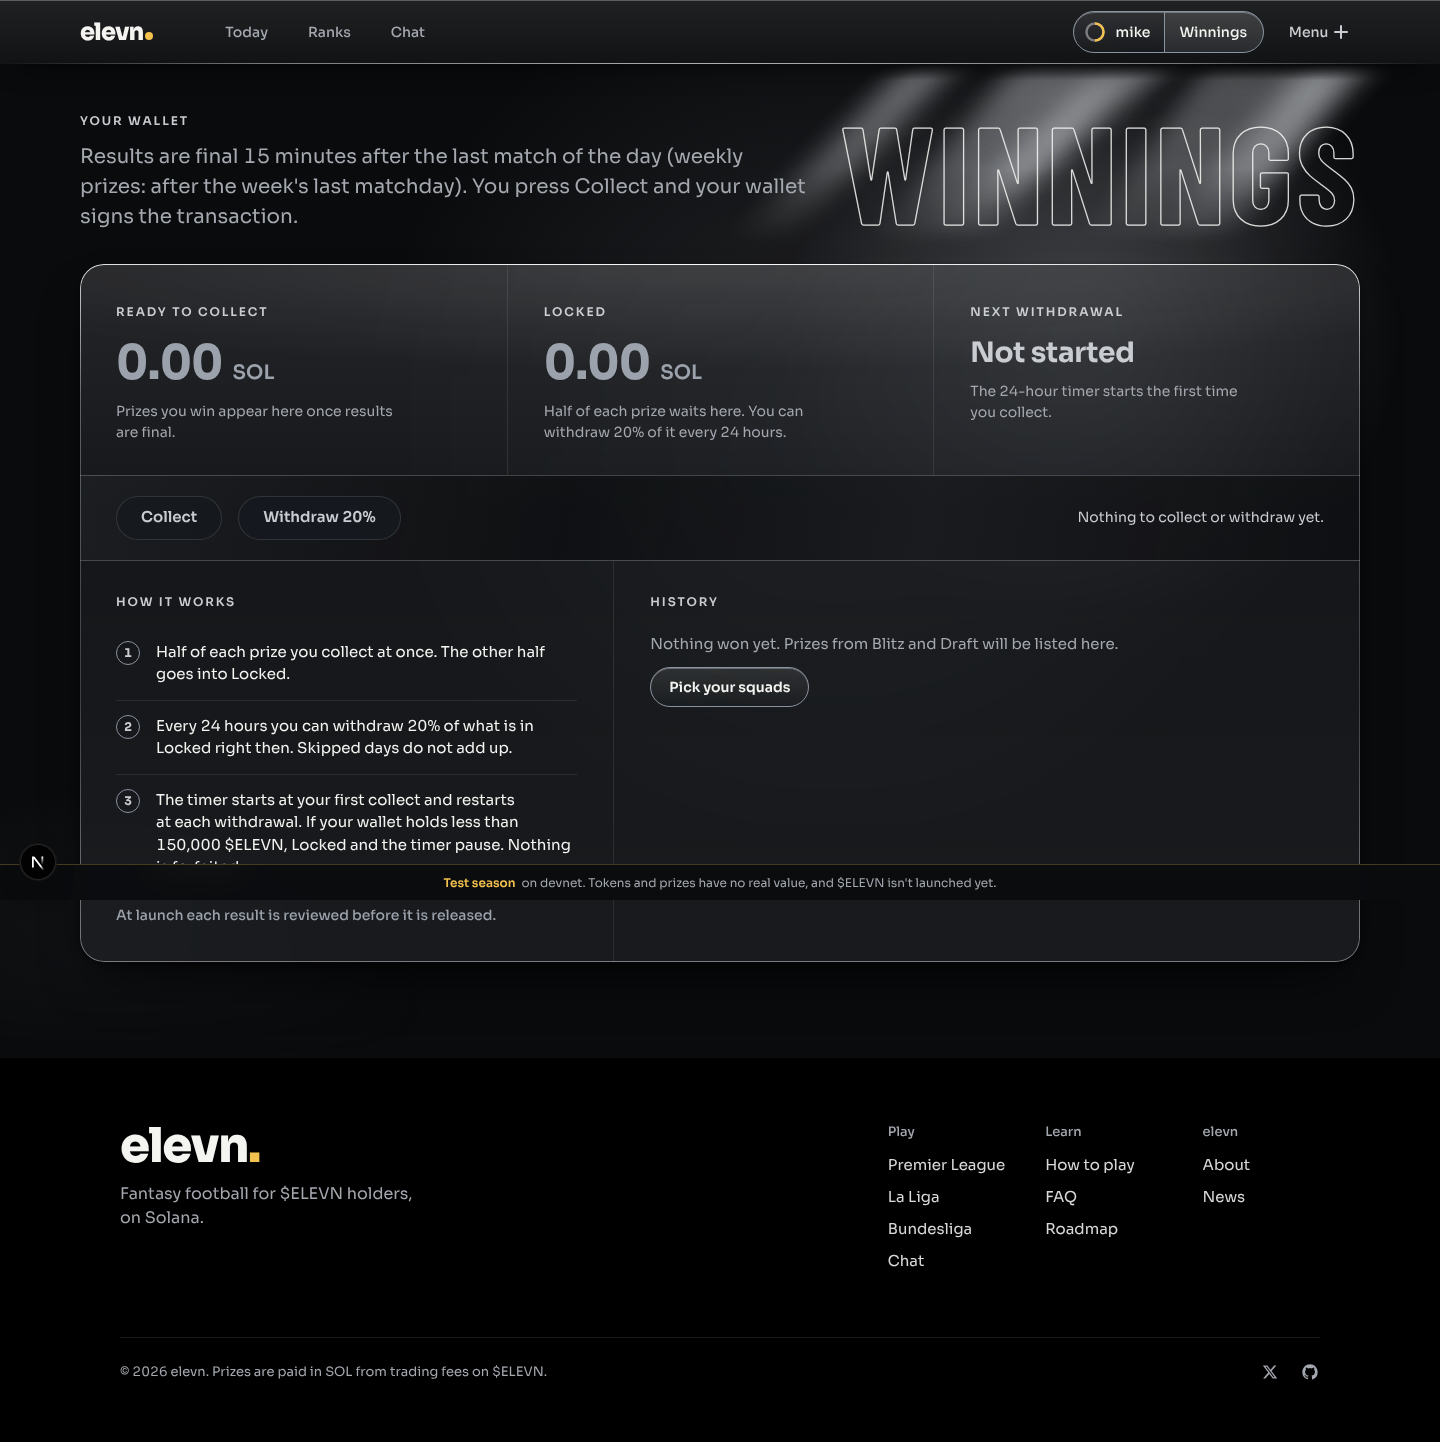 elevn.
Today
Ranks
Chat
mike
Winnings
Menu
YOUR WALLET
Results are final 15 minutes after the last match of the day (weekly
prizes: after the week's last matchday). You press Collect and your wallet
signs the transaction.
WINNINGS
READY TO COLLECT
0.00 SOL
Prizes you win appear here once results
are final.
LOCKED
0.00 SOL
Half of each prize waits here. You can
withdraw 20% of it every 24 hours.
NEXT WITHDRAWAL
Not started
The 24-hour timer starts the first time
you collect.
Collect
Withdraw 20%
Nothing to collect or withdraw yet.
HOW IT WORKS
1 Half of each prize you collect at once. The other half
goes into Locked.
2 Every 24 hours you can withdraw 20% of what is in
Locked right then. Skipped days do not add up.
3 The timer starts at your first collect and restarts
at each withdrawal. If your wallet holds less than
150,000 $ELEVN, Locked and the timer pause. Nothing
HISTORY
Nothing won yet. Prizes from Blitz and Draft will be listed here.
Pick your squads
N
Test season on devnet. Tokens and prizes have no real value, and $ELEVN isn't launched yet.
At launch each result is reviewed before it is released.
elevn.
Fantasy football for $ELEVN holders,
on Solana.
Play
Premier League
La Liga
Bundesliga
Chat
Learn
How to play
FAQ
Roadmap
elevn
About
News
© 2026 elevn. Prizes are paid in SOL from trading fees on $ELEVN.